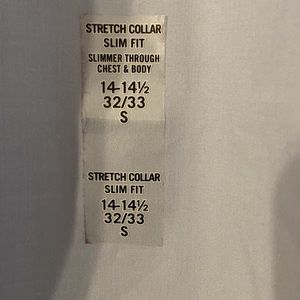 STRETCH COLLAR
SLIM FIT
SLIMMER THROUGH
CHEST & BODY
14-14½
32/33
S
STRETCH COLLAR
SLIM FIT
14-14½
32/33
S